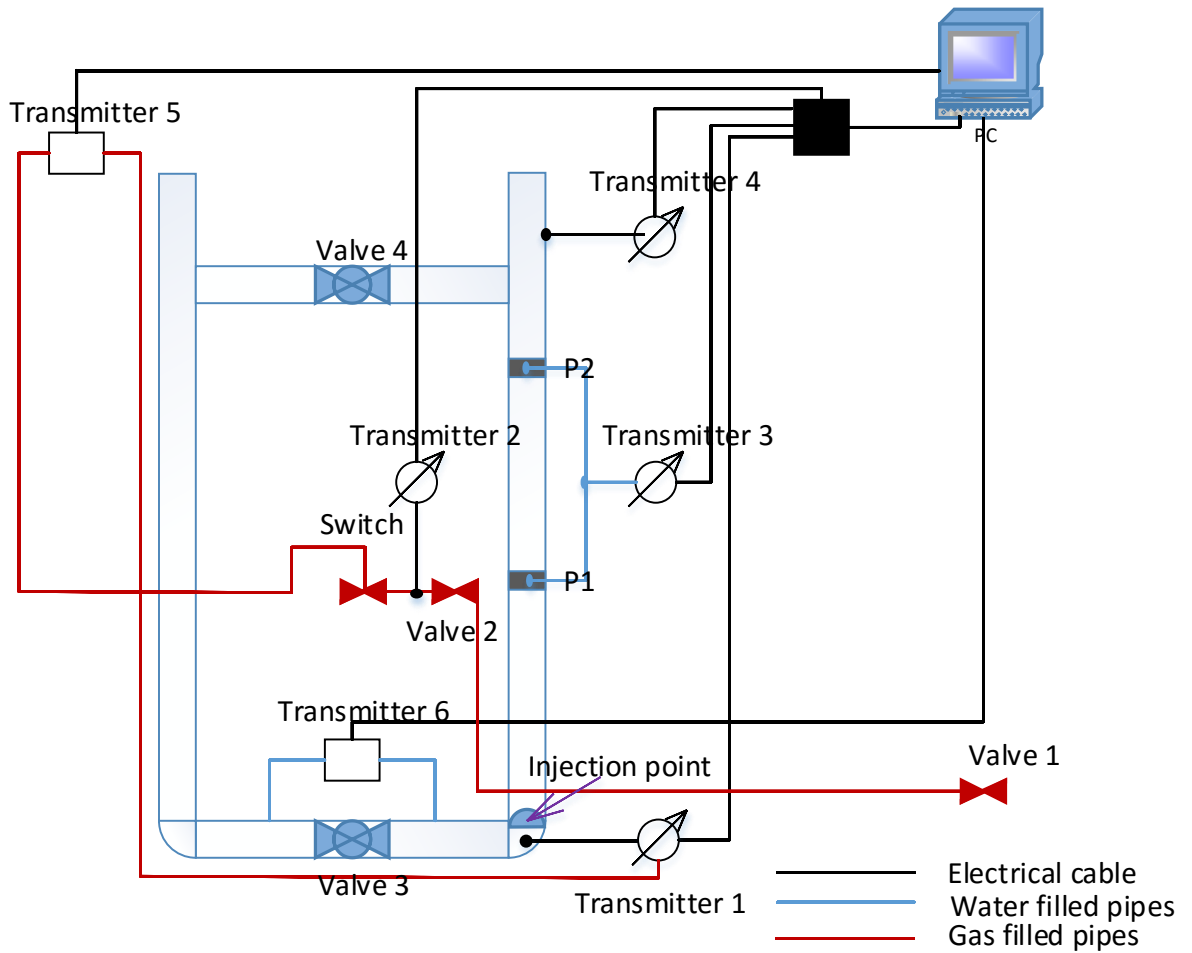 Transmitter 5
PC
Transmitter 4
Valve 4
P2
Transmitter 2
Transmitter 3
Switch
P1
Valve 2
Transmitter 6
Valve 1
Injection point
Valve 3
Transmitter 1
Electrical cable
Water filled pipes
Gas filled pipes